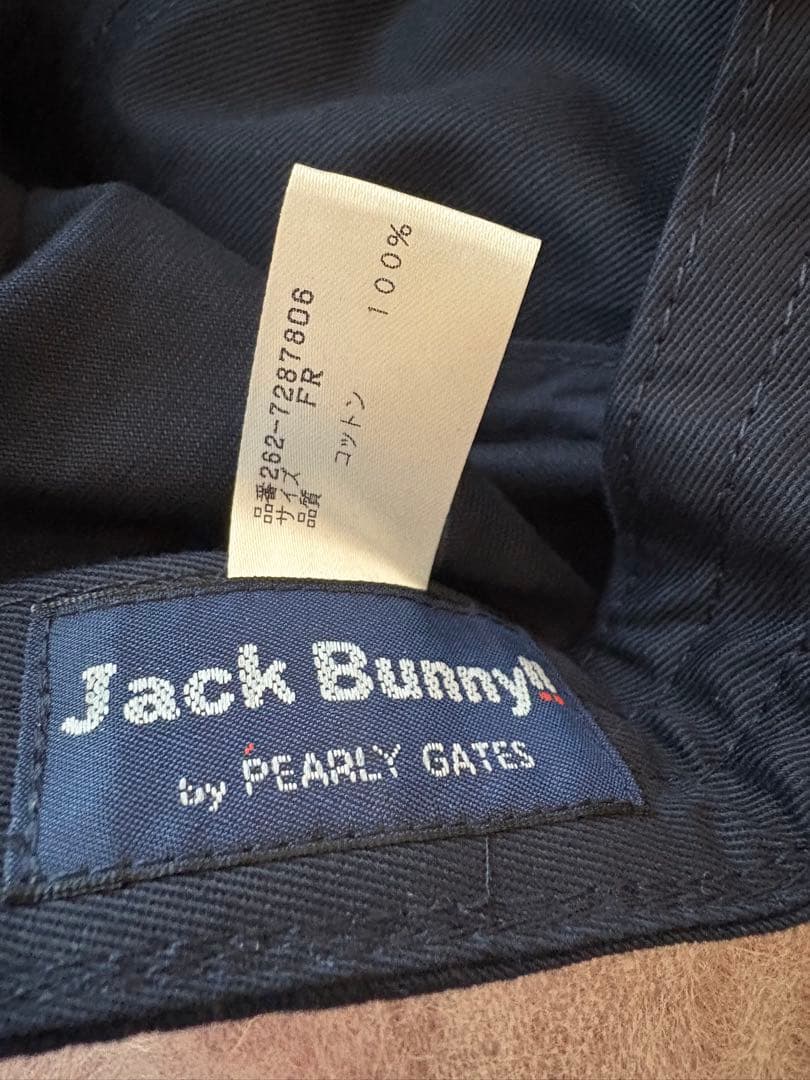 品番262-7287806
サイズ FR
品質
コットン 100%
Jack Bunny!!
by PEARLY GATES